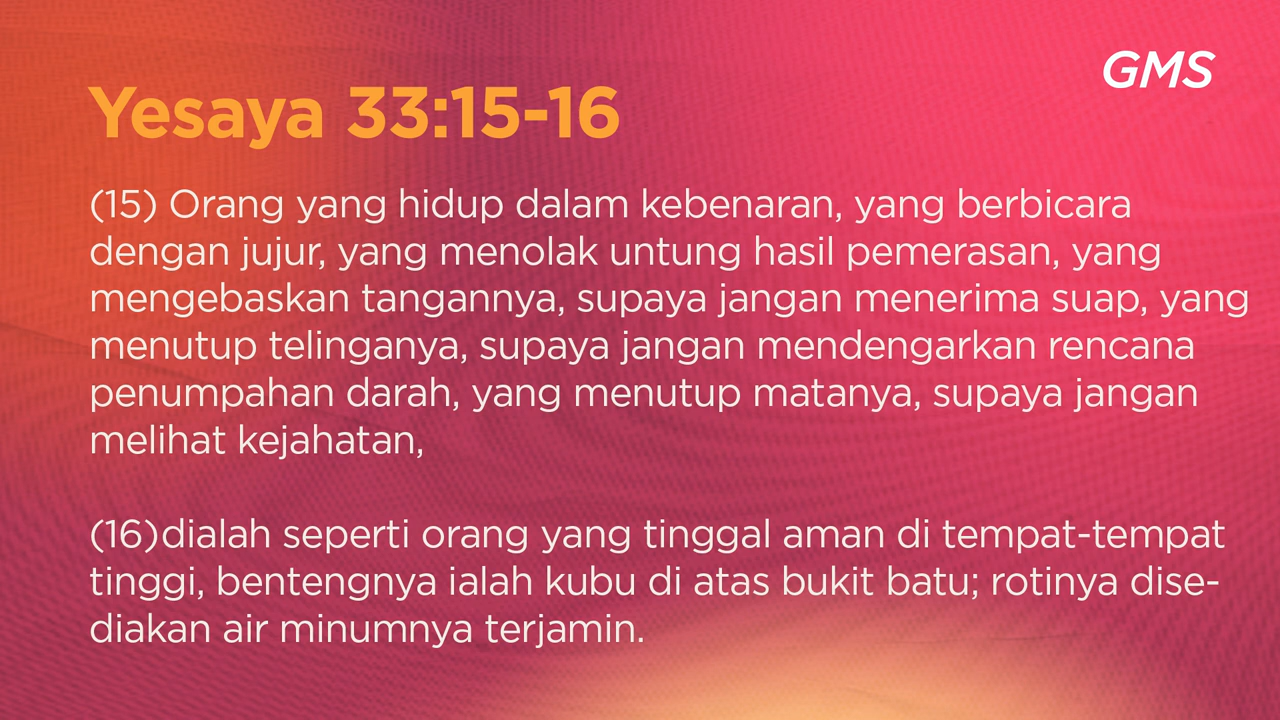 GMS
Yesaya 33:15-16
(15) Orang yang hidup dalam kebenaran, yang berbicara
dengan jujur, yang menolak untung hasil pemerasan, yang
mengebaskan tangannya, supaya jangan menerima suap, yang
menutup telinganya, supaya jangan mendengarkan rencana
penumpahan darah, yang menutup matanya, supaya jangan
melihat kejahatan,
(16)dialah seperti orang yang tinggal aman di tempat-tempat
tinggi, bentengnya ialah kubu di atas bukit batu; rotinya dise-
diakan air minumnya terjamin.